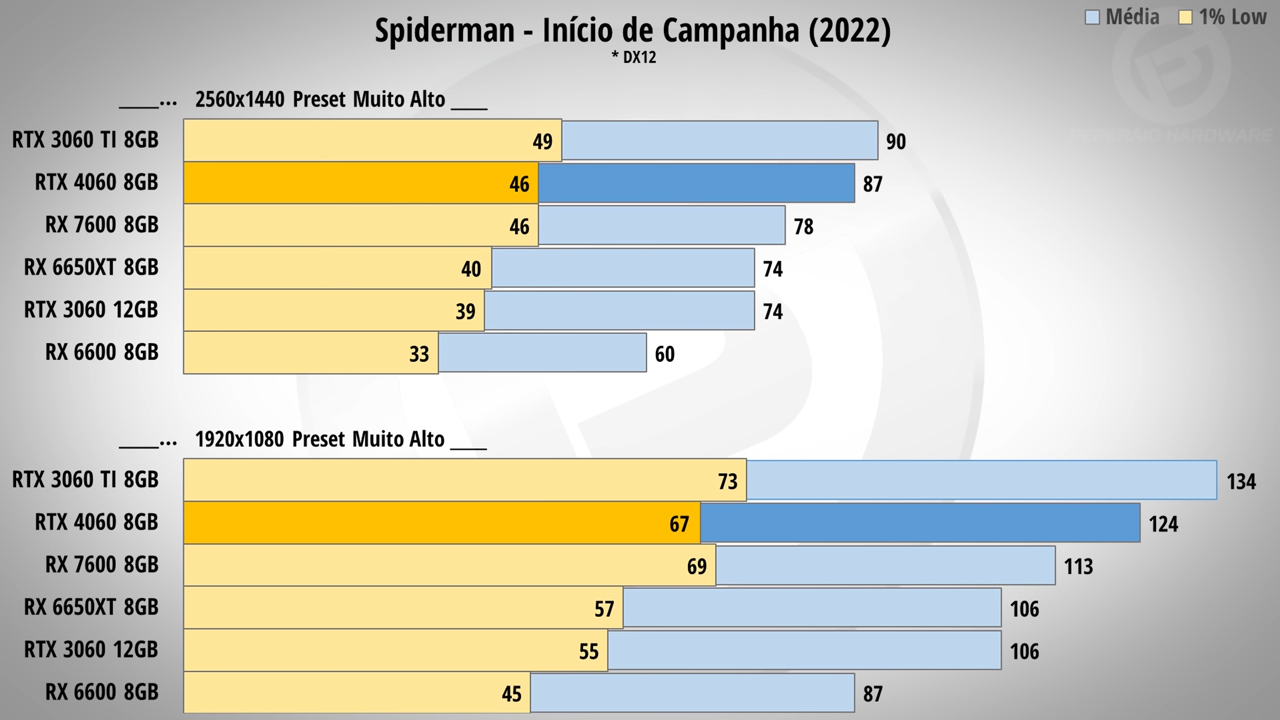 Média 1% Low
Spiderman - Início de Campanha (2022)
* DX12
____... 2560x1440 Preset Muito Alto ____
RTX 3060 TI 8GB 49 90
RTX 4060 8GB 46 87
RX 7600 8GB 46 78
RX 6650XT 8GB 40 74
RTX 3060 12GB 39 74
RX 6600 8GB 33 60
____... 1920x1080 Preset Muito Alto ____
RTX 3060 TI 8GB 73 134
RTX 4060 8GB 67 124
RX 7600 8GB 69 113
RX 6650XT 8GB 57 106
RTX 3060 12GB 55 106
RX 6600 8GB 45 87